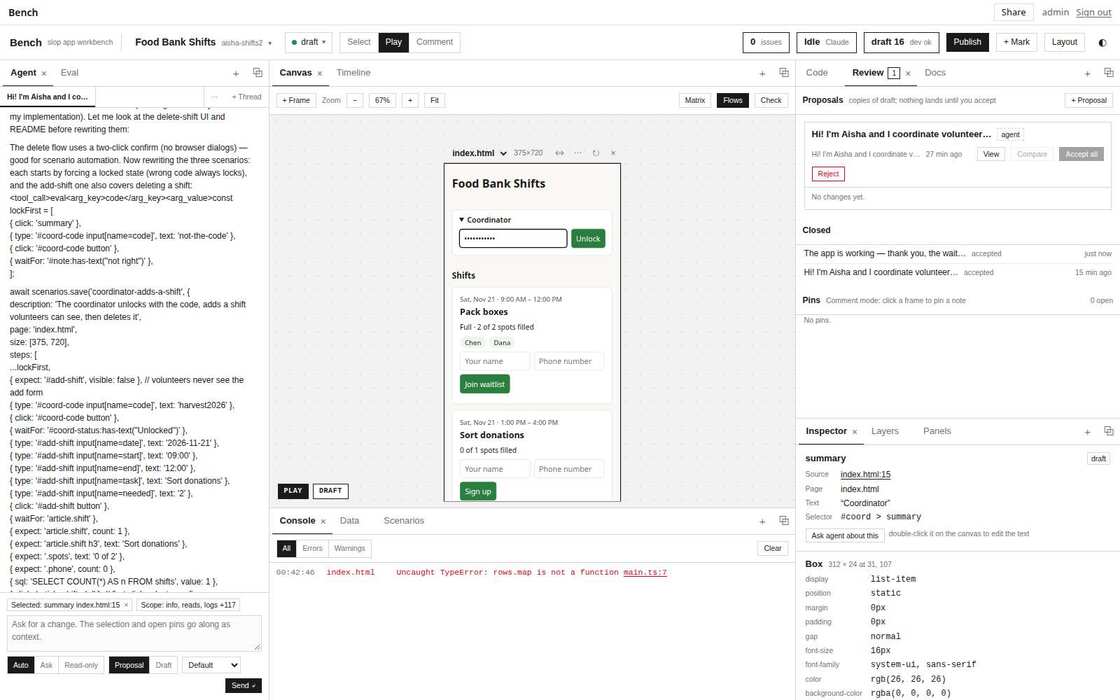 Bench
Share
admin
Sign out
Bench slop app workbench
Food Bank Shifts aisha-shifts2
draft
Select
Play
Comment
0 issues
Idle Claude
draft 16 dev ok
Publish
+ Mark
Layout
Agent ×
Eval
Hi! I'm Aisha and I co…
+ Thread
my implementation). Let me look at the delete-shift UI and
README before rewriting them:
The delete flow uses a two-click confirm (no browser dialogs) —
good for scenario automation. Now rewriting the three scenarios:
each starts by forcing a locked state (wrong code always locks),
and the add-shift one also covers deleting a shift:
<tool_call>eval<arg_key>code</arg_key><arg_value>const
lockFirst = [
{ click: 'summary' },
{ type: '#coord-code input[name=code]', text: 'not-the-code' },
{ click: '#coord-code button' },
{ waitFor: '#note:has-text("not right")' },
];
await scenarios.save('coordinator-adds-a-shift', {
description: 'The coordinator unlocks with the code, adds a shift
volunteers can see, then deletes it',
page: 'index.html',
size: [375, 720],
steps; [
...lockFirst,
{ expect: '#add-shift', visible: false }, // volunteers never see the
add form
{ type: '#coord-code input[name=code]', text: 'harvest2026' },
{ click: '#coord-code button' },
{ waitFor: '#coord-status:has-text("Unlocked")' },
{ type: '#add-shift input[name=date]', text: '2026-11-21' },
{ type: '#add-shift input[name=start]', text: '09:00' },
{ type: '#add-shift input[name=end]', text: '12:00' },
{ type: '#add-shift input[name=task]', text: 'Sort donations' },
{ type: '#add-shift input[name=needed]', text: '2' },
{ click: '#add-shift button' },
{ waitFor: 'article.shift' },
{ expect: 'article.shift', count: 1 },
{ expect: 'article.shift h3', text: 'Sort donations' },
{ expect: '.spots', text: '0 of 2' },
{ expect: '.phone', count: 0 },
{ sql: 'SELECT COUNT(*) AS n FROM shifts', value: 1 },
Selected: summary index.html:15 ×
Scope: info, reads, logs +117
Ask for a change. The selection and open pins go along as
context.
Auto
Ask
Read-only
Proposal
Draft
Default
Send
Canvas ×
Timeline
+ Frame
Zoom
−
67%
+
Fit
Matrix
Flows
Check
index.html
375×720
Food Bank Shifts
▼ Coordinator
•••••••••••
Unlock
Shifts
Sat, Nov 21 · 9:00 AM – 12:00 PM
Pack boxes
Full · 2 of 2 spots filled
Chen
Dana
Your name
Phone number
Join waitlist
Sat, Nov 21 · 1:00 PM – 4:00 PM
Sort donations
0 of 1 spots filled
Your name
Phone number
Sign up
PLAY
DRAFT
Console ×
Data
Scenarios
All
Errors
Warnings
Clear
00:42:46 index.html Uncaught TypeError: rows.map is not a function main.ts:7
Code
Review 1 ×
Docs
Proposals copies of draft; nothing lands until you accept
+ Proposal
Hi! I'm Aisha and I coordinate volunteer… agent
Hi! I'm Aisha and I coordinate v… 27 min ago
View
Compare
Accept all
Reject
No changes yet.
Closed
The app is working — thank you, the wait… accepted just now
Hi! I'm Aisha and I coordinate volunteer… accepted 15 min ago
Pins Comment mode: click a frame to pin a note 0 open
No pins.
Inspector ×
Layers
Panels
summary
draft
Source index.html:15
Page index.html
Text “Coordinator”
Selector #coord > summary
Ask agent about this
double-click it on the canvas to edit the text
Box 312 × 24 at 31, 107
display list-item
position static
margin 0px
padding 0px
gap normal
font-size 16px
font-family system-ui, sans-serif
color rgb(26, 26, 26)
background-color rgba(0, 0, 0, 0)